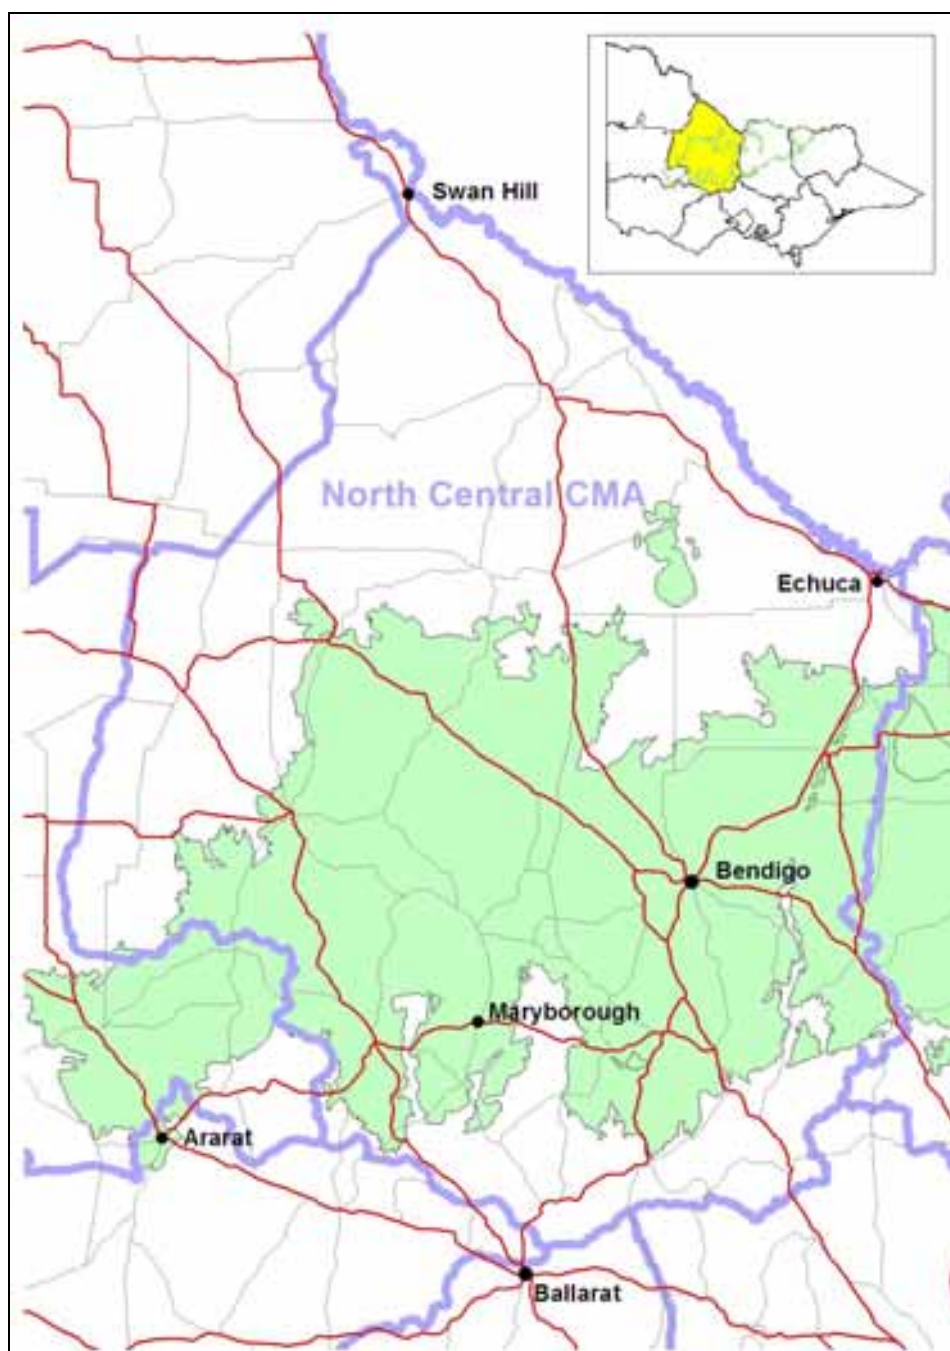 Swan Hill
North Central CMA
Echuca
Bendigo
Maryborough
Ararat
Ballarat